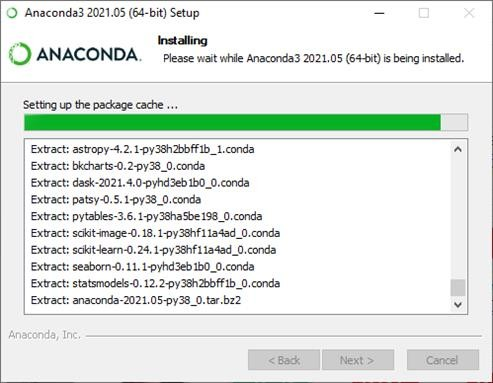 Anaconda3 2021.05 (64-bit) Setup
ANACONDA.
Installing
Please wait while Anaconda3 2021.05 (64-bit) is being installed.
Setting up the package cache ...
Extract: astropy-4.2.1-py38h2bbff1b_1.conda
Extract: bkcharts-0.2-py38_0.conda
Extract: dask-2021.4.0-pyhd3eb1b0_0.conda
Extract: patsy-0.5.1-py38_0.conda
Extract: pytables-3.6.1-py38ha5be198_0.conda
Extract: scikit-image-0.18.1-py38hf11a4ad_0.conda
Extract: scikit-learn-0.24.1-py38hf11a4ad_0.conda
Extract: seaborn-0.11.1-pyhd3eb1b0_0.conda
Extract: statsmodels-0.12.2-py38h2bbff1b_0.conda
Extract: anaconda-2021.05-py38_0.tar.bz2
Anaconda, Inc.
< Back Next > Cancel